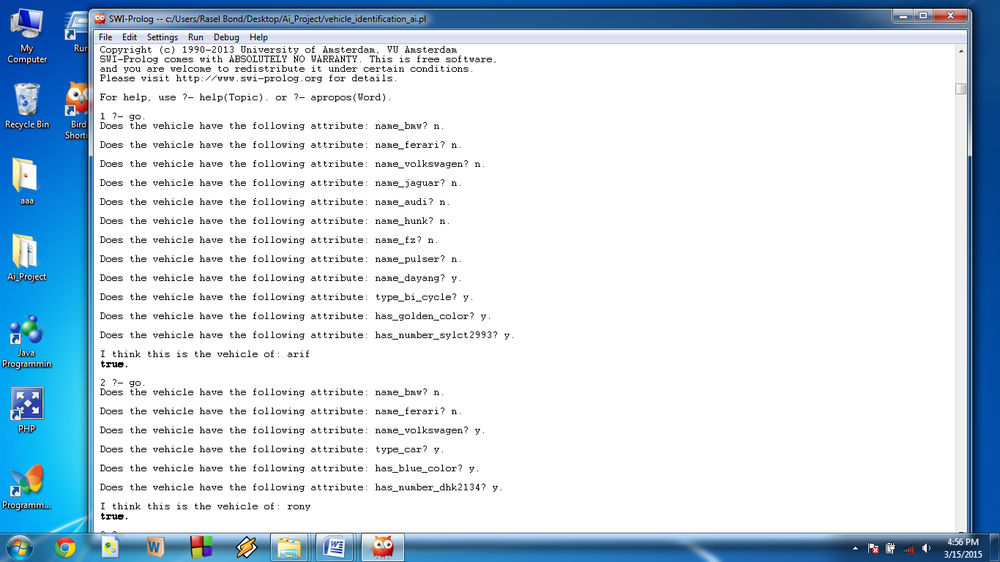 SWI-Prolog -- c:/Users/Rasel Bond/Desktop/Ai_Project/vehicle_identification_ai.pl
File Edit Settings Run Debug Help
Copyright (c) 1990-2013 University of Amsterdam, VU Amsterdam
SWI-Prolog comes with ABSOLUTELY NO WARRANTY. This is free software,
and you are welcome to redistribute it under certain conditions.
Please visit http://www.swi-prolog.org for details.
For help, use ?- help(Topic). or ?- apropos(Word).
1 ?- go.
Does the vehicle have the following attribute: name_bmw? n.
Does the vehicle have the following attribute: name_ferari? n.
Does the vehicle have the following attribute: name_volkswagen? n.
Does the vehicle have the following attribute: name_jaguar? n.
Does the vehicle have the following attribute: name_audi? n.
Does the vehicle have the following attribute: name_hunk? n.
Does the vehicle have the following attribute: name_fz? n.
Does the vehicle have the following attribute: name_pulser? n.
Does the vehicle have the following attribute: name_dayang? y.
Does the vehicle have the following attribute: type_bi_cycle? y.
Does the vehicle have the following attribute: has_golden_color? y.
Does the vehicle have the following attribute: has_number_sylct2993? y.
I think this is the vehicle of: arif
true.
2 ?- go.
Does the vehicle have the following attribute: name_bmw? n.
Does the vehicle have the following attribute: name_ferari? n.
Does the vehicle have the following attribute: name_volkswagen? y.
Does the vehicle have the following attribute: type_car? y.
Does the vehicle have the following attribute: has_blue_color? y.
Does the vehicle have the following attribute: has_number_dhk2134? y.
I think this is the vehicle of: rony
true.
My
Computer
Run
Recycle Bin
Bird
Shortc
aaa
Ai_Project
Java
Programmin
PHP
Programm...
4:56 PM
3/15/2015